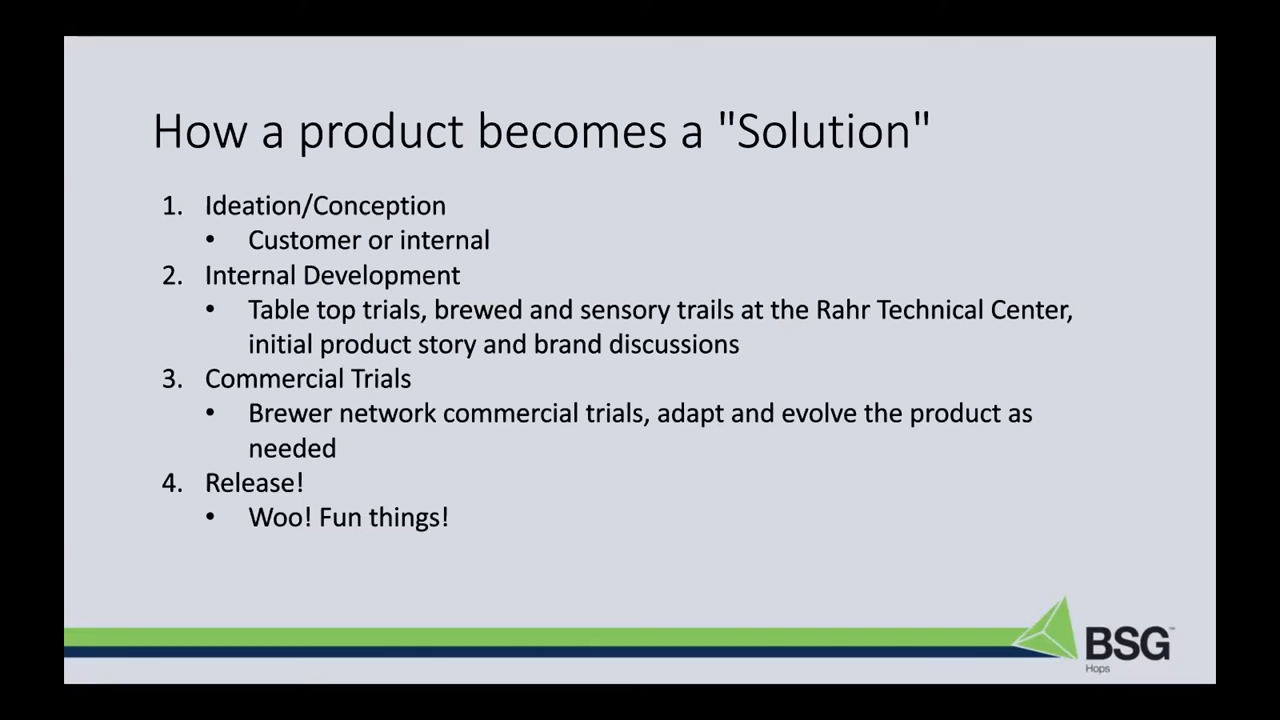 How a product becomes a "Solution"
1. Ideation/Conception
• Customer or internal
2. Internal Development
• Table top trials, brewed and sensory trails at the Rahr Technical Center,
initial product story and brand discussions
3. Commercial Trials
• Brewer network commercial trials, adapt and evolve the product as
needed
4. Release!
• Woo! Fun things!
BSG™
Hops